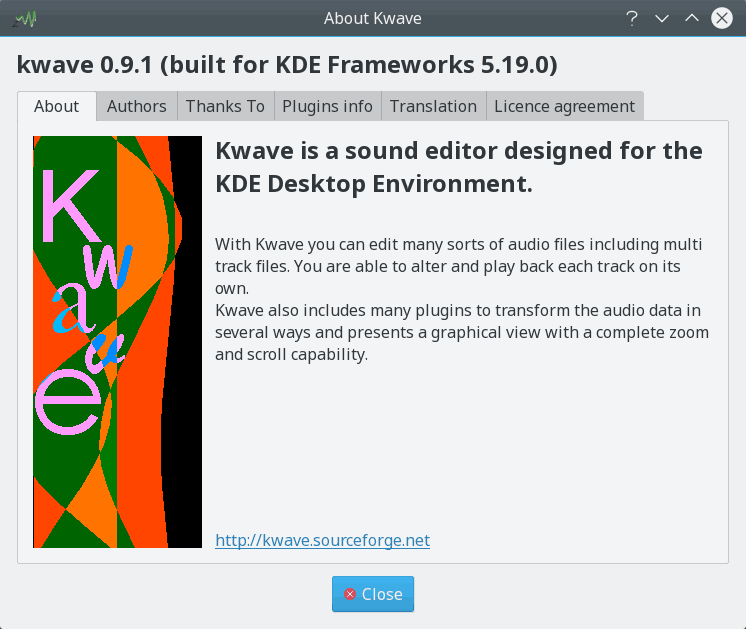 About Kwave
kwave 0.9.1 (built for KDE Frameworks 5.19.0)
About Authors Thanks To Plugins info Translation Licence agreement
K
w
a
v
e
Kwave is a sound editor designed for the
KDE Desktop Environment.
With Kwave you can edit many sorts of audio files including multi
track files. You are able to alter and play back each track on its
own.
Kwave also includes many plugins to transform the audio data in
several ways and presents a graphical view with a complete zoom
and scroll capability.
http://kwave.sourceforge.net
Close